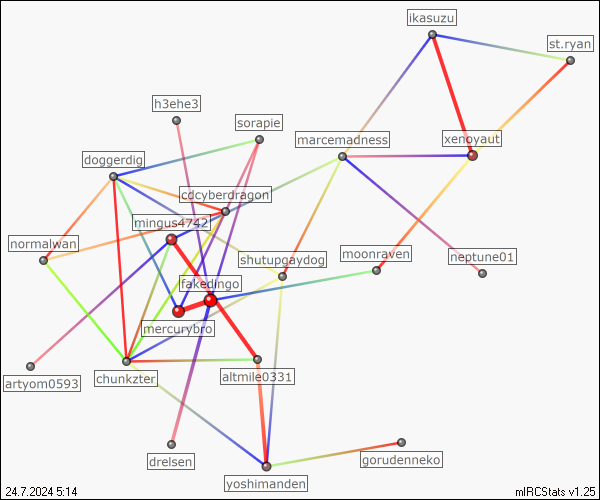 ikasuzu
st.ryan
h3ehe3
sorapie
marcemadness
xenoyaut
doggerdig
cdcyberdragon
mingus4742
normalwan
shutupgaydog
moonraven
neptune01
fakedingo
mercurybro
artyom0593
chunkzter
altmile0331
drelsen
gorudenneko
yoshimanden
24.7.2024 5:14
mIRCStats v1.25